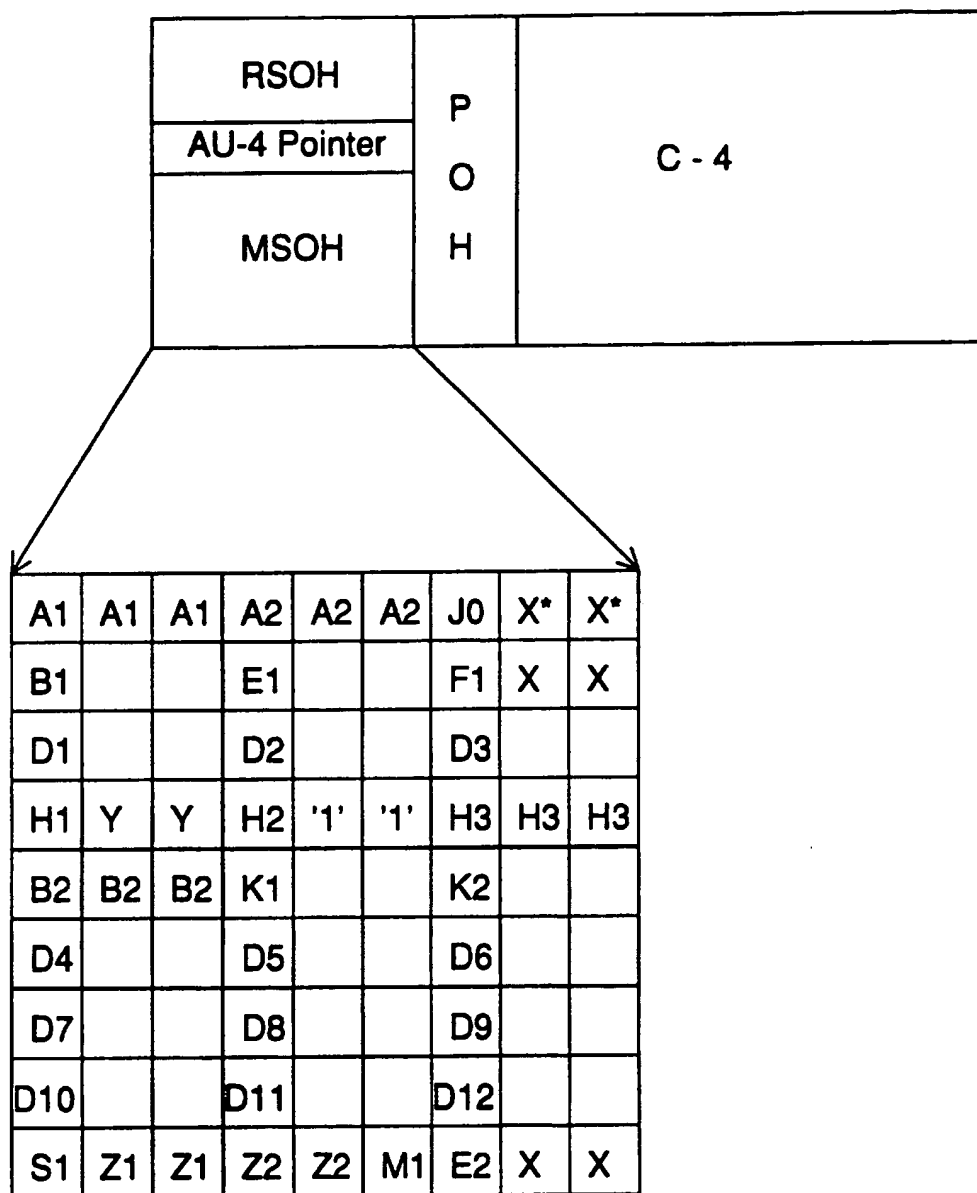 RSOH
AU-4 Pointer
MSOH
P
O
H
C - 4
A1 A1 A1 A2 A2 A2 J0 X* X*
B1 E1 F1 X X
D1 D2 D3
H1 Y Y H2 '1' '1' H3 H3 H3
B2 B2 B2 K1 K2
D4 D5 D6
D7 D8 D9
D10 D11 D12
S1 Z1 Z1 Z2 Z2 M1 E2 X X